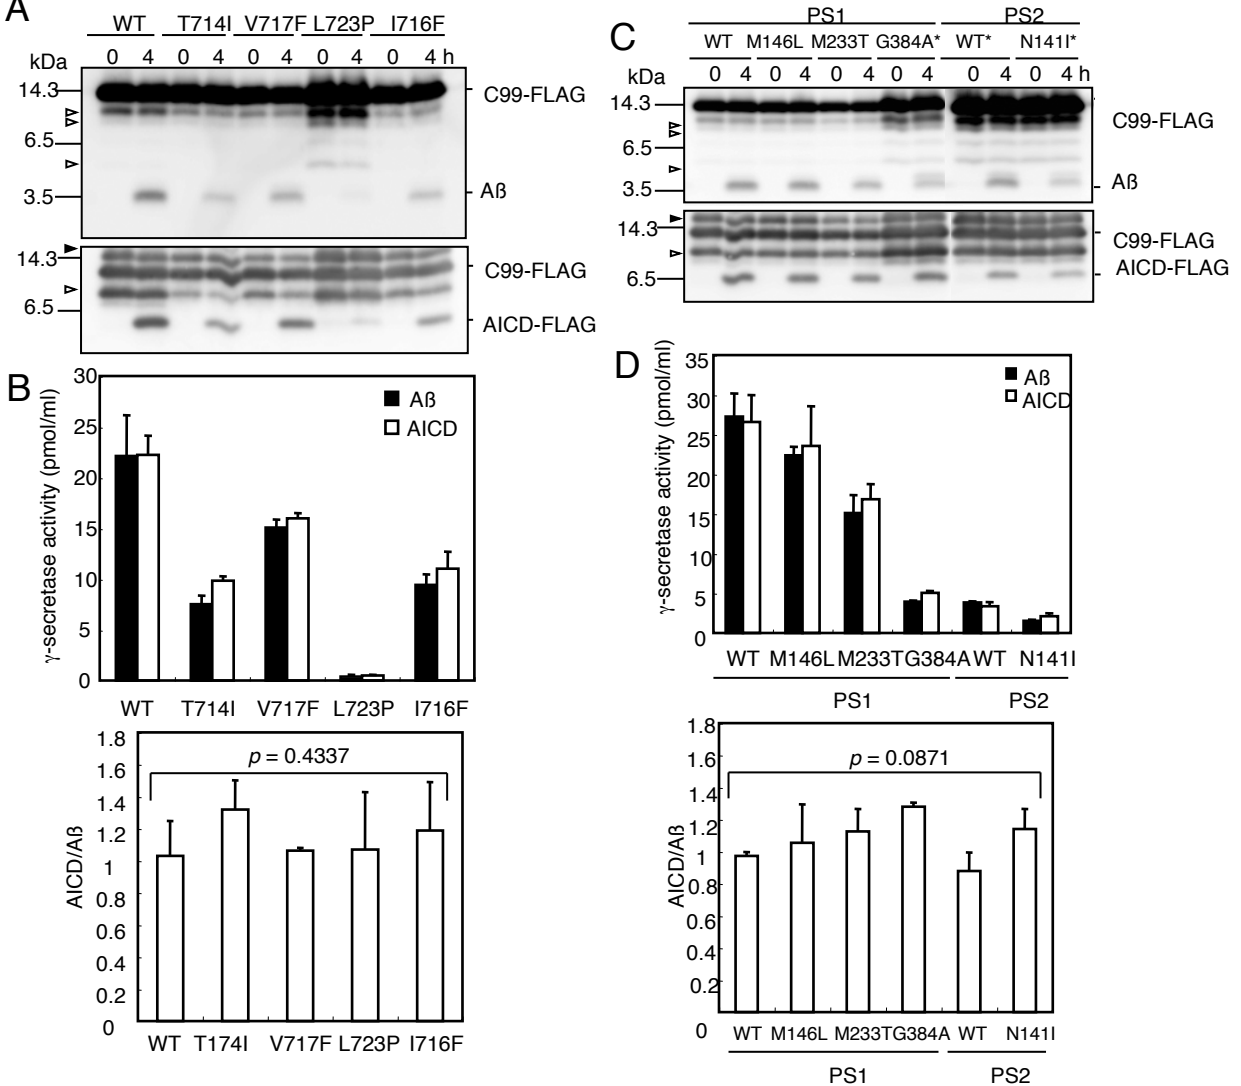 A
WT T714I V717F L723P I716F
0 4 0 4 0 4 0 4 0 4 h
kDa
14.3
C99-FLAG
6.5
3.5
Aß
14.3
C99-FLAG
6.5
AICD-FLAG
B
γ-secretase activity (pmol/ml)
30
25
20
15
10
5
0
Aß
AICD
WT T714I V717F L723P I716F
AICD/Aß
1.8
1.6
1.4
1.2
1
0.8
0.6
0.4
0.2
0
p = 0.4337
WT T174I V717F L723P I716F
C
PS1 PS2
WT M146L M233T G384A* WT* N141I*
0 4 0 4 0 4 0 4 0 4 0 4 h
kDa
14.3
C99-FLAG
6.5
3.5
Aß
14.3
C99-FLAG
AICD-FLAG
6.5
D
γ-secretase activity (pmol/ml)
35
30
25
20
15
10
5
0
Aß
AICD
WT M146L M233T G384A WT N141I
PS1 PS2
AICD/Aß
1.8
1.6
1.4
1.2
1
0.8
0.6
0.4
0.2
0
p = 0.0871
WT M146L M233T G384A WT N141I
PS1 PS2